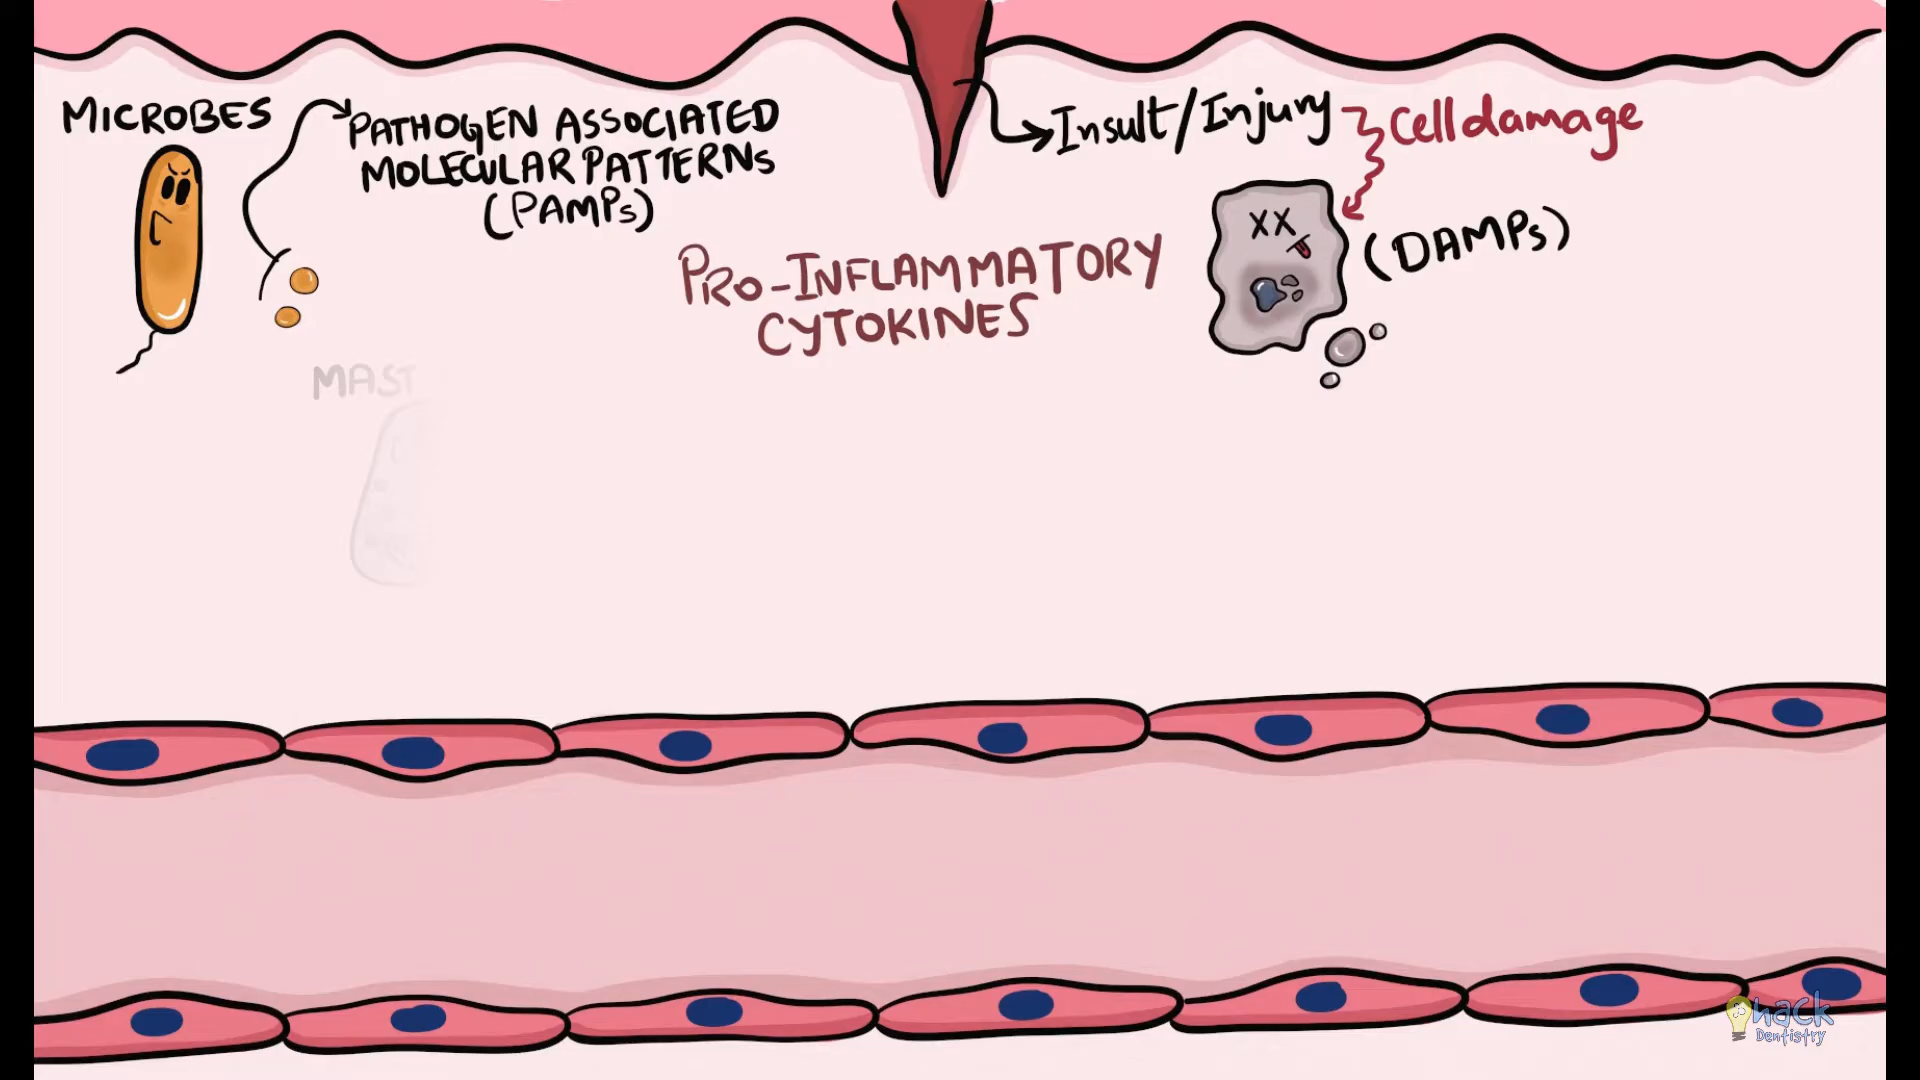 MICROBES
PATHOGEN ASSOCIATED
MOLECULAR PATTERNS
(PAMPs)
Insult/Injury
Cell damage
(DAMPs)
PRO-INFLAMMATORY
CYTOKINES
MAST
hack
Dentistry